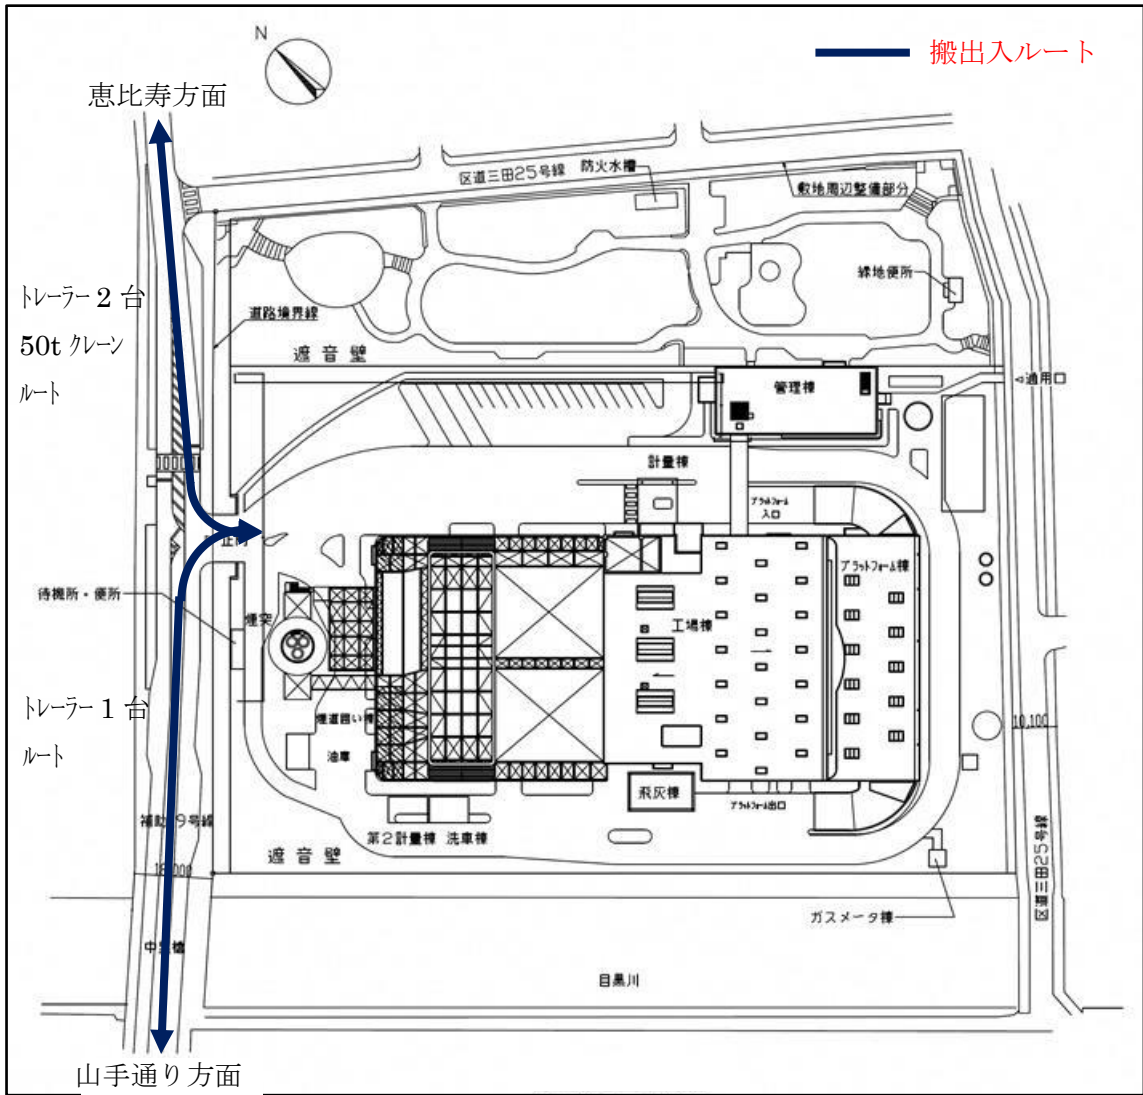 N
搬出入ルート
恵比寿方面
区道三田25号線
防火水槽
敷地周辺整備部分
緑地便所
トレーラー 2 台
50t クレーン
ルート
道路境界線
遮音壁
管理棟
通用口
計量棟
プラットフォーム
入口
プラットフォーム棟
待機所・便所
煙突
工場棟
トレーラー 1 台
ルート
煙道囲い棟
油庫
10,100
飛灰棟
プラットフォーム出口
第2計量棟
洗車棟
遮音壁
18,000
区道三田25号線
ガスメータ棟
目黒川
山手通り方面